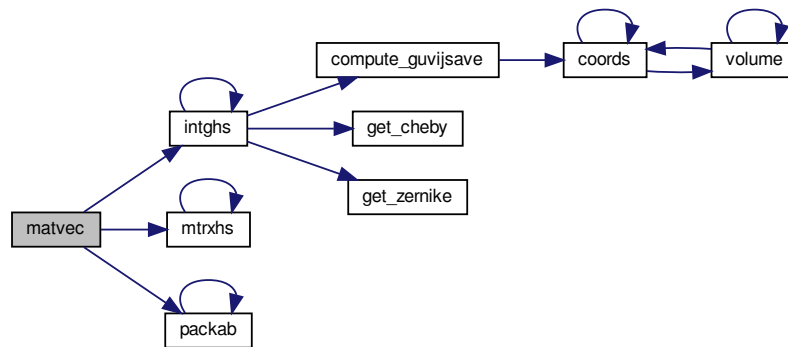 matvec
intghs
mtrxhs
packab
compute_guvijsave
get_cheby
get_zernike
coords
volume